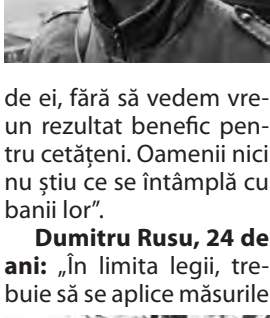 de ei, fără să vedem vre-
un rezultat benefic pen-
tru cetățeni. Oamenii nici
nu știu ce se întâmplă cu
banii lor”.
Dumitru Rusu, 24 de
ani: „În limita legii, tre-
buie să se aplice măsurile